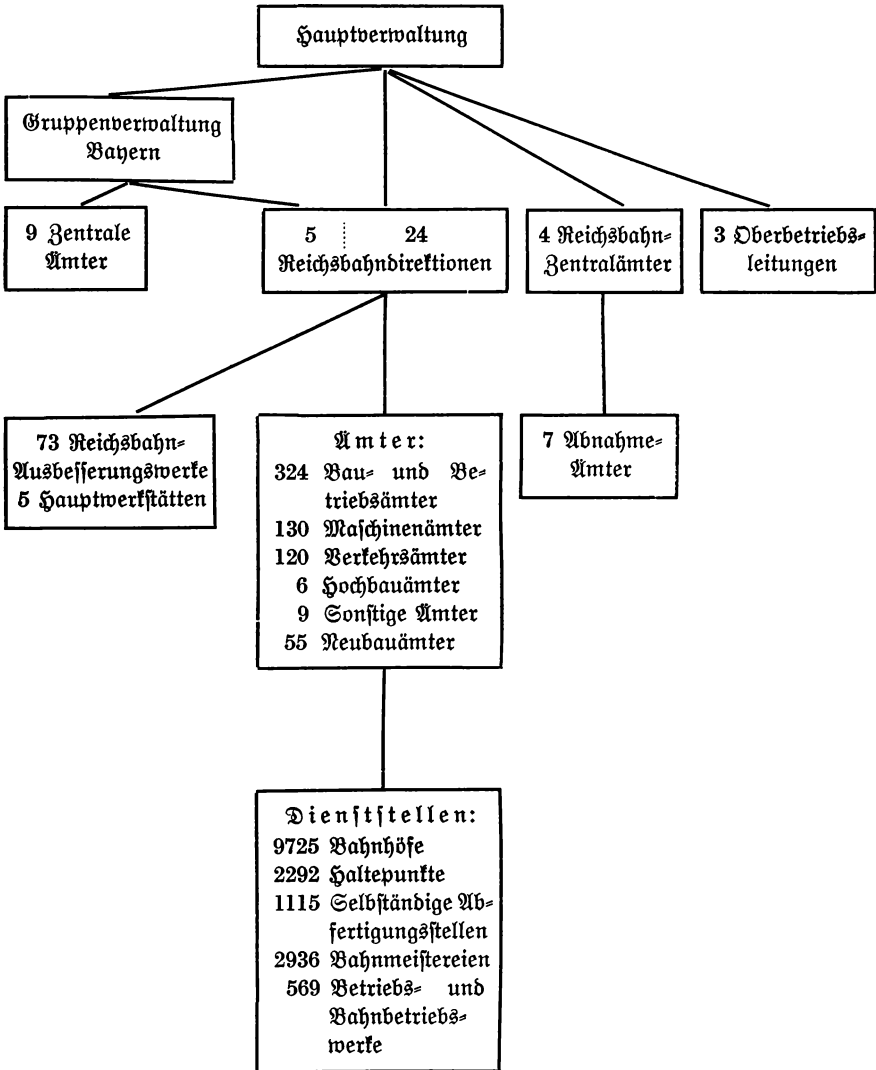 Hauptverwaltung
Gruppenverwaltung
Bayern
9 Zentrale
Ämter
5 24
Reichsbahndirektionen
4 Reichsbahn-
Zentralämter
3 Oberbetriebs-
leitungen
73 Reichsbahn-
Ausbesserungswerke
5 Hauptwerkstätten
Ämter:
324 Bau- und Be-
triebsämter
130 Maschinenämter
120 Verkehrsämter
6 Hochbauämter
9 Sonstige Ämter
55 Neubauämter
7 Abnahme-
Ämter
Dienststellen:
9725 Bahnhöfe
2292 Haltepunkte
1115 Selbständige Ab-
fertigungsstellen
2936 Bahnmeistereien
569 Betriebs- und
Bahnbetriebs-
werke